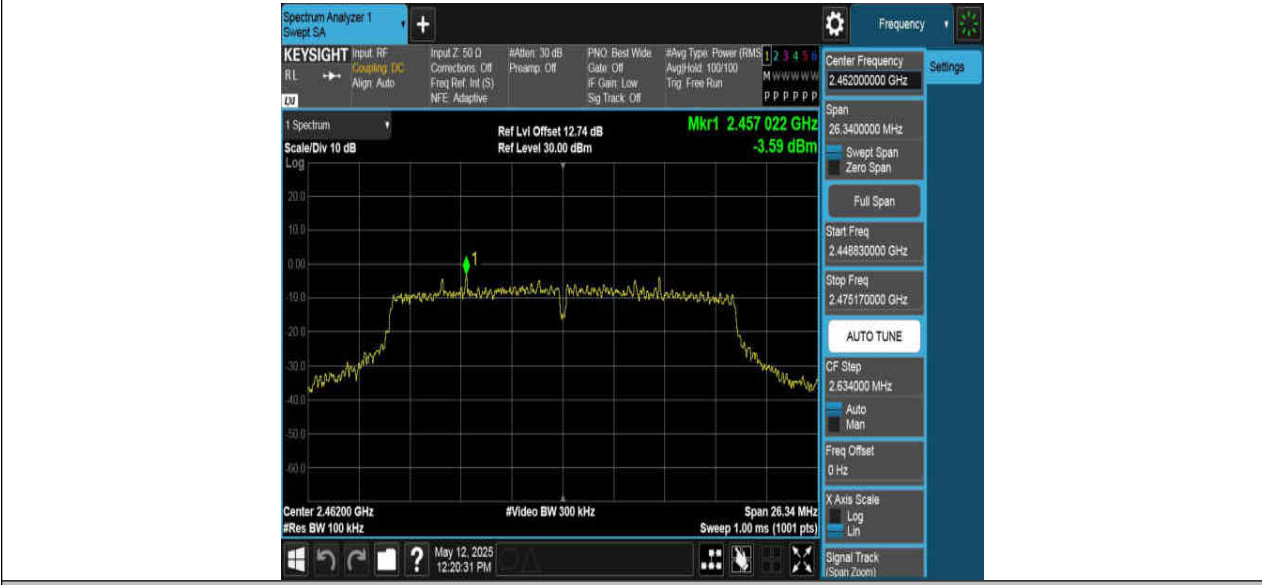 Spectrum Analyzer 1
Swept SA
+
Frequency
KEYSIGHT
RL
Input: RF
Coupling: DC
Align: Auto
Input Z: 50 Ω
Corrections: Off
Freq Ref: Int (S)
NFE: Adaptive
#Atten: 30 dB
Preamp: Off
PNO: Best Wide
Gate: Off
IF Gain: Low
Sig Track: Off
#Avg Type: Power (RMS
Avg|Hold: 100/100
Trig: Free Run
1 2 3 4 5 6
M W W W W W
P P P P P P
Center Frequency
2.462000000 GHz
Settings
1 Spectrum
Scale/Div 10 dB
Log
Ref Lvl Offset 12.74 dB
Ref Level 30.00 dBm
Mkr1 2.457 022 GHz
-3.59 dBm
Span
26.3400000 MHz
Swept Span
Zero Span
Full Span
Start Freq
2.448830000 GHz
Stop Freq
2.475170000 GHz
AUTO TUNE
CF Step
2.634000 MHz
Auto
Man
Freq Offset
0 Hz
X Axis Scale
Log
Lin
Signal Track
(Span Zoom)
20.0
10.0
0.00
-10.0
-20.0
-30.0
-40.0
-50.0
-60.0
1
Center 2.46200 GHz
#Res BW 100 kHz
#Video BW 300 kHz
Span 26.34 MHz
Sweep 1.00 ms (1001 pts)
?
May 12, 2025
12:20:31 PM